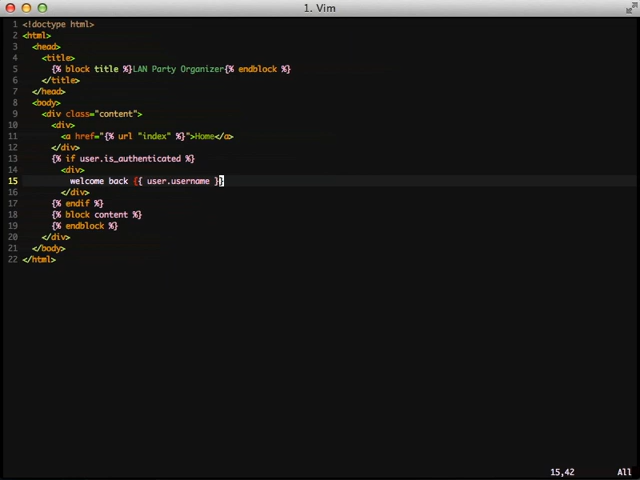 1. Vim
1 <!doctype html>
2 <html>
3 <head>
4 <title>
5 {% block title %}LAN Party Organizer{% endblock %}
6 </title>
7 </head>
8 <body>
9 <div class="content">
10 <div>
11 <a href="{% url "index" %}">Home</a>
12 </div>
13 {% if user.is_authenticated %}
14 <div>
15 welcome back {{ user.username }}
16 </div>
17 {% endif %}
18 {% block content %}
19 {% endblock %}
20 </div>
21 </body>
22 </html>
15,42 All